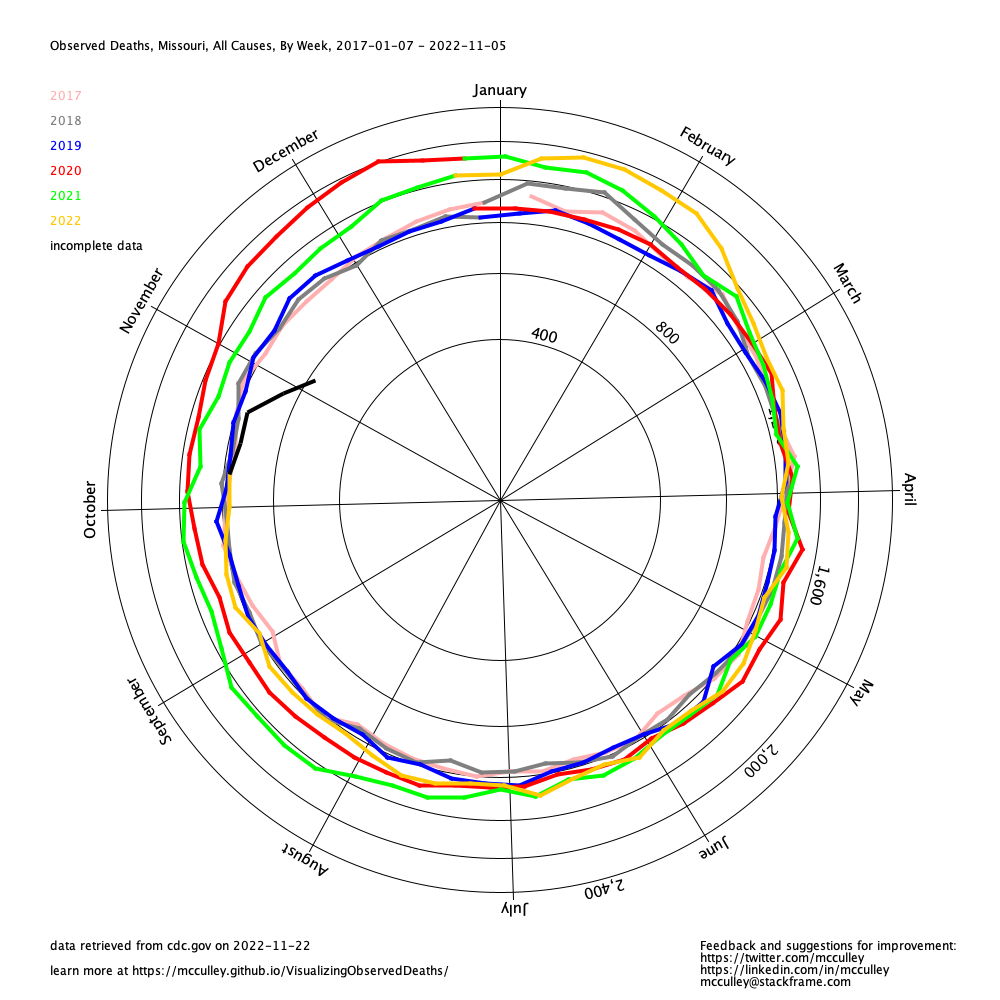 Observed Deaths, Missouri, All Causes, By Week, 2017-01-07 - 2022-11-05
2017
2018
2019
2020
2021
2022
incomplete data
January
February
March
April
May
June
July
August
September
October
November
December
400
800
1,600
2,000
2,400
data retrieved from cdc.gov on 2022-11-22
learn more at https://mcculley.github.io/VisualizingObservedDeaths/
Feedback and suggestions for improvement:
https://twitter.com/mcculley
https://linkedin.com/in/mcculley
mcculley@stackframe.com